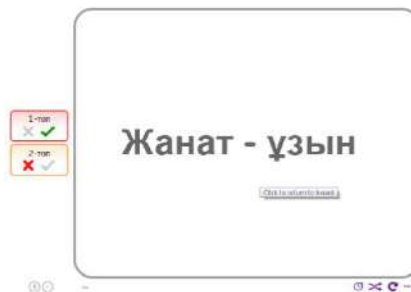 1-топ
2-топ
Жанат - ұзын
Click to return to board